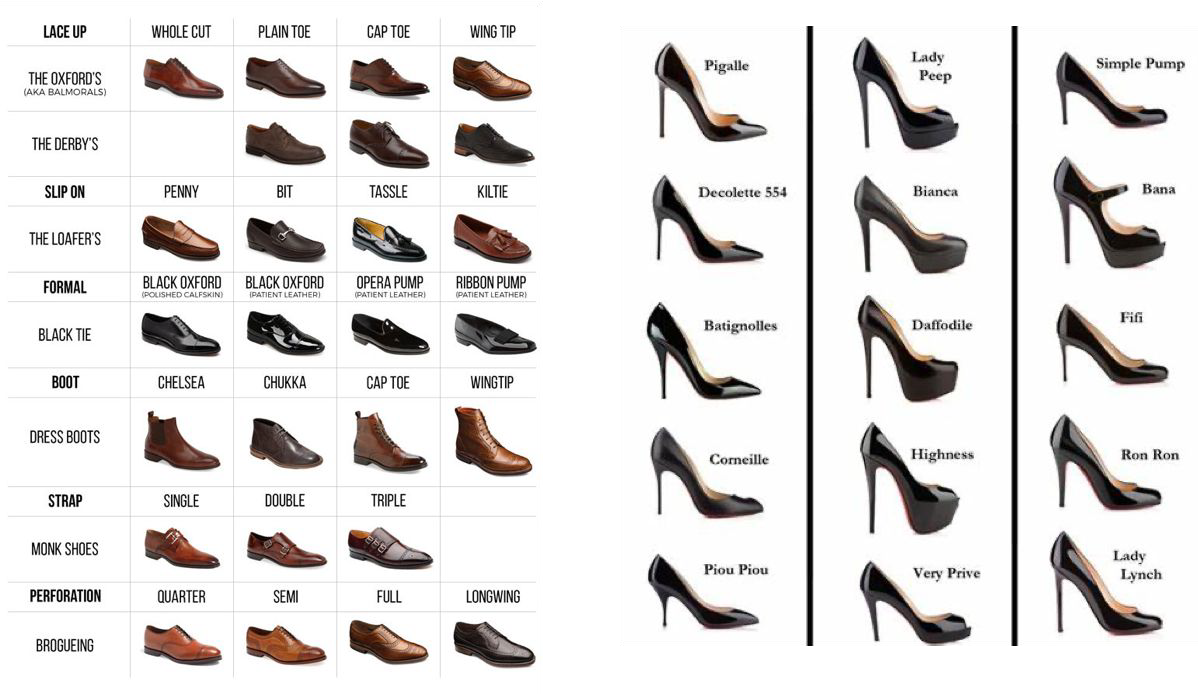 LACE UP WHOLE CUT PLAIN TOE CAP TOE WING TIP
THE OXFORD'S
(AKA BALMORALS)
THE DERBY'S
SLIP ON PENNY BIT TASSLE KILTIE
THE LOAFER'S
FORMAL BLACK OXFORD BLACK OXFORD OPERA PUMP RIBBON PUMP
(POLISHED CALFSKIN) (PATIENT LEATHER) (PATIENT LEATHER) (PATIENT LEATHER)
BLACK TIE
BOOT CHELSEA CHUKKA CAP TOE WINGTIP
DRESS BOOTS
STRAP SINGLE DOUBLE TRIPLE
MONK SHOES
PERFORATION QUARTER SEMI FULL LONGWING
BROGUEING
Pigalle
Decolette 554
Batignolles
Corneille
Piou Piou
Lady
Peep
Bianca
Daffodile
Highness
Very Prive
Simple Pump
Bana
Fifi
Ron Ron
Lady
Lynch